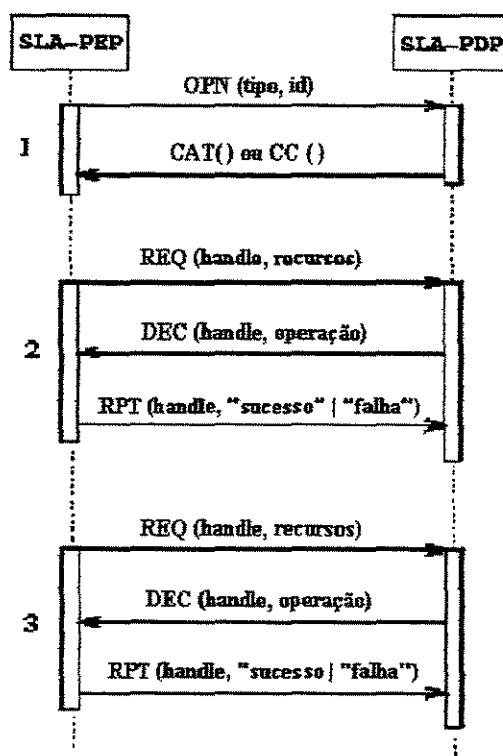 SLA-PEP
SLA-PDP
OPN (tipo, id)
1
CAT() ou CC ()
REQ (handle, recursos)
2
DEC (handle, operação)
RPT (handle, "sucesso" | "falha")
REQ (handle, recursos)
3
DEC (handle, operação)
RPT (handle, "sucesso | "falha")